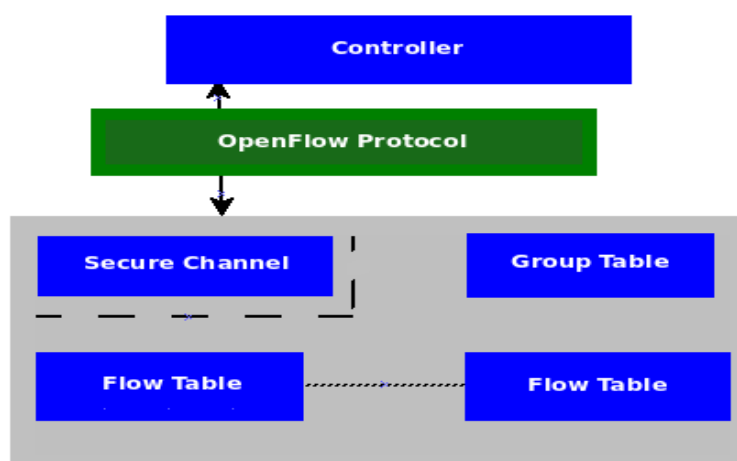 Controller
OpenFlow Protocol
Secure Channel
Group Table
Flow Table
Flow Table